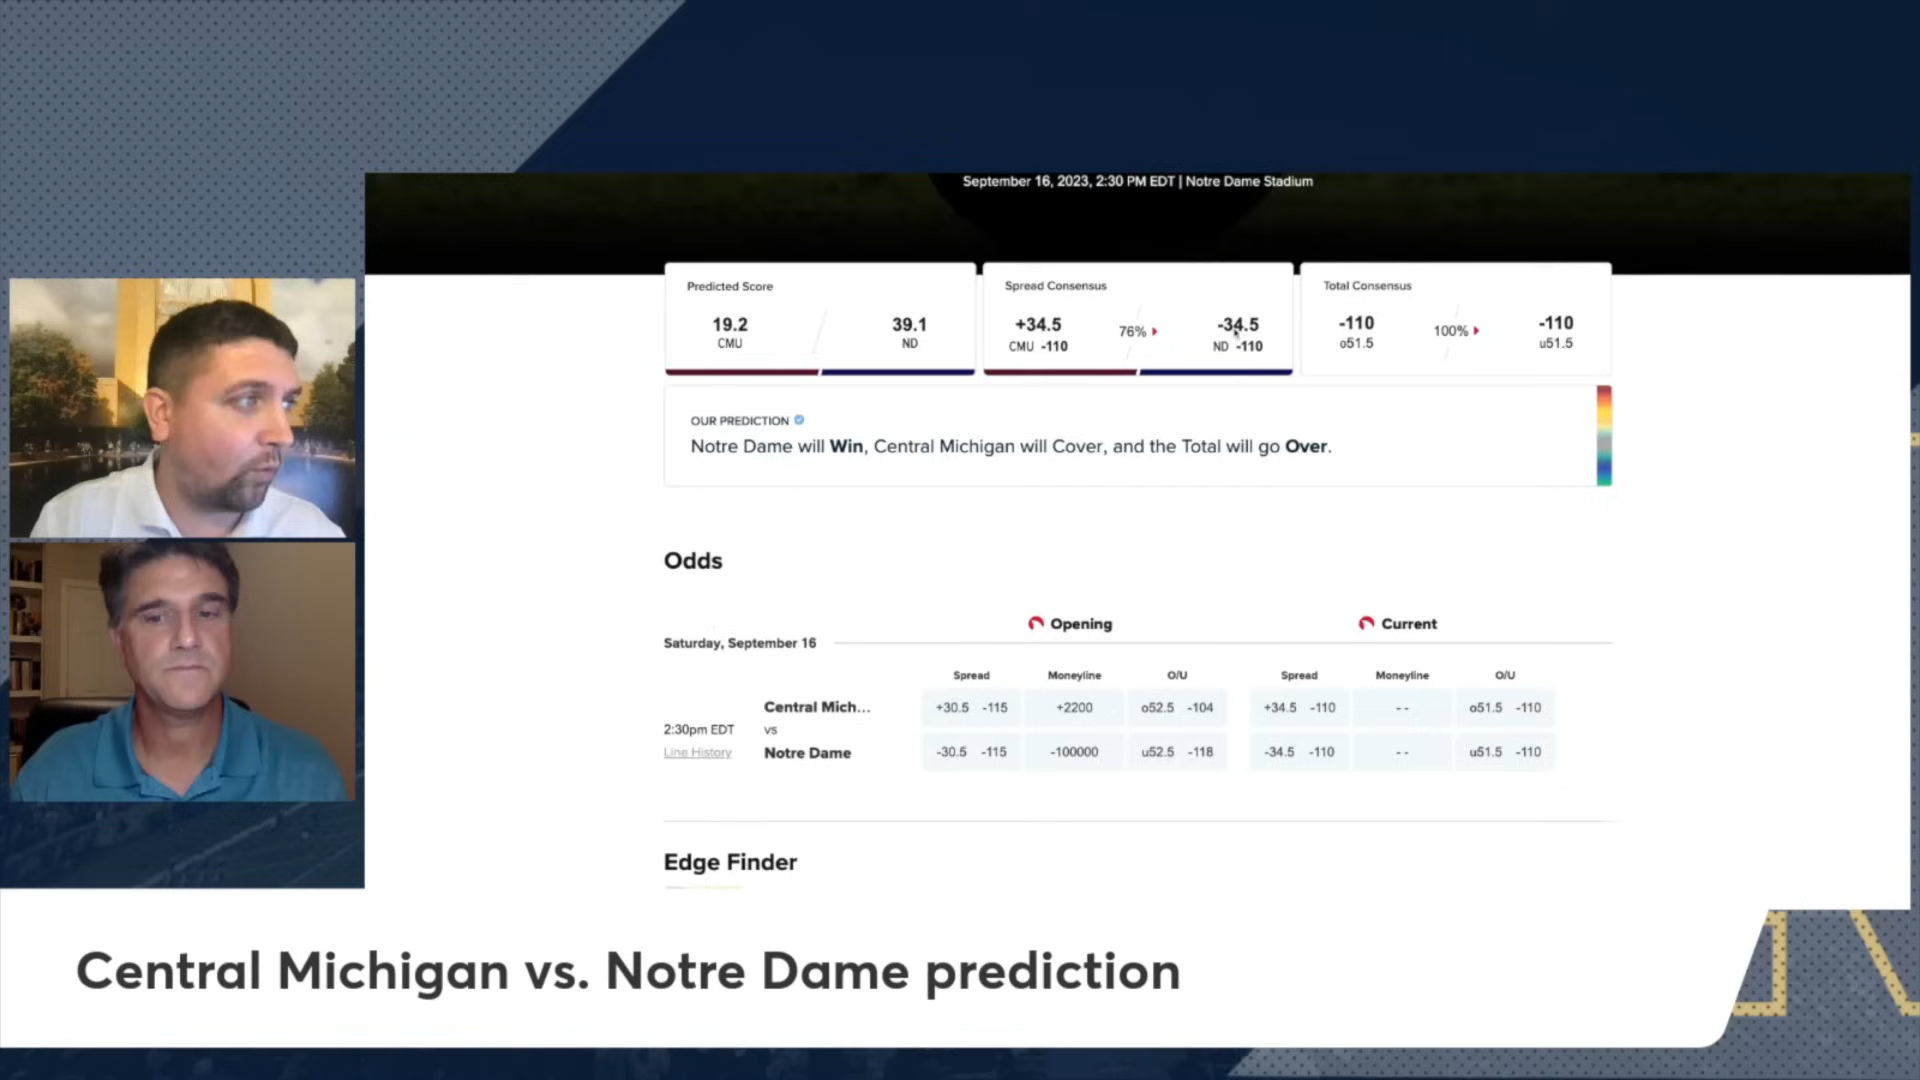 September 16, 2023, 2:30 PM EDT | Notre Dame Stadium
Predicted Score
19.2
CMU
39.1
ND
Spread Consensus
+34.5
CMU -110
76%
-34.5
ND -110
Total Consensus
-110
o51.5
100%
-110
u51.5
OUR PREDICTION
Notre Dame will Win, Central Michigan will Cover, and the Total will go Over.
Odds
Opening
Current
Saturday, September 16
Spread Moneyline O/U Spread Moneyline O/U
Central Mich... +30.5 -115 +2200 o52.5 -104 +34.5 -110 -- o51.5 -110
2:30pm EDT vs
Line History Notre Dame -30.5 -115 -100000 u52.5 -118 -34.5 -110 -- u51.5 -110
Edge Finder
Central Michigan vs. Notre Dame prediction